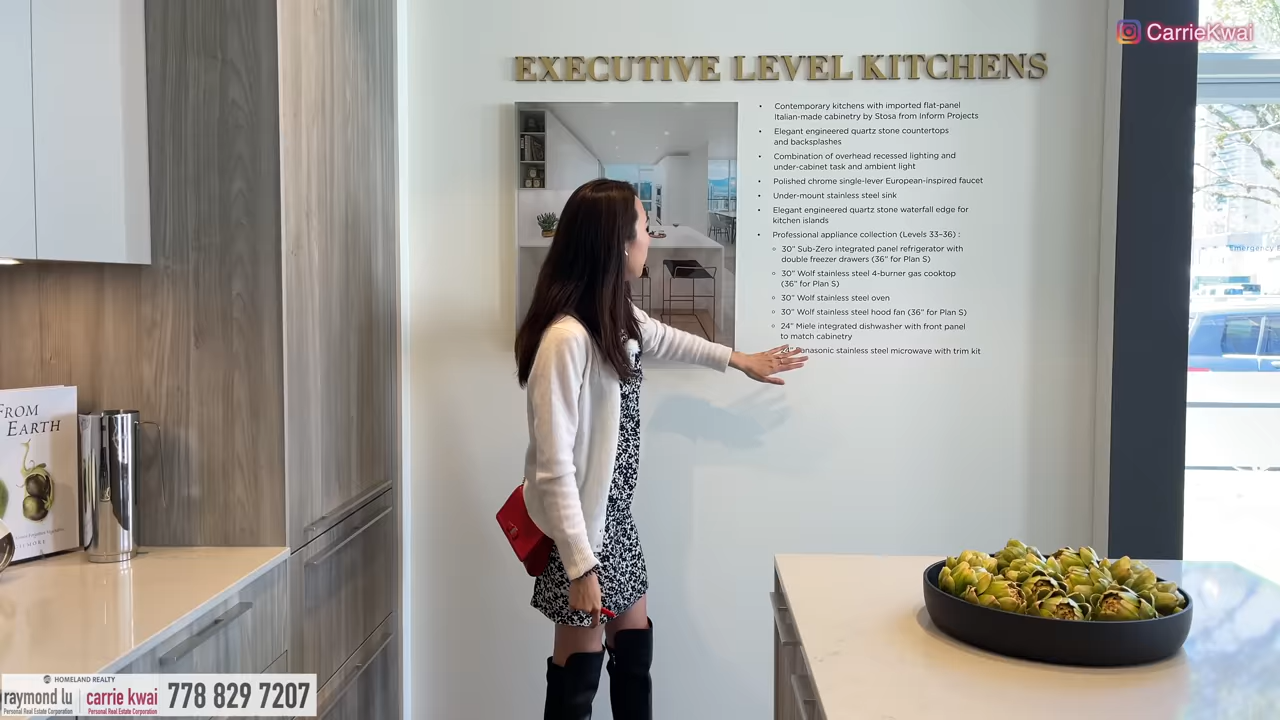 CarrieKwai
EXECUTIVE LEVEL KITCHENS
• Contemporary kitchens with imported flat-panel
Italian-made cabinetry by Stosa from Inform Projects
• Elegant engineered quartz stone countertops
and backsplashes
• Combination of overhead recessed lighting and
under-cabinet task and ambient light
• Polished chrome single-lever European-inspired faucet
• Under-mount stainless steel sink
• Elegant engineered quartz stone waterfall edge for
kitchen islands
• Professional appliance collection (Levels 33–36) :
○ 30" Sub-Zero integrated panel refrigerator with
double freezer drawers (36" for Plan S)
○ 30" Wolf stainless steel 4-burner gas cooktop
(36" for Plan S)
○ 30" Wolf stainless steel oven
○ 30" Wolf stainless steel hood fan (36" for Plan S)
○ 24" Miele integrated dishwasher with front panel
to match cabinetry
24" Panasonic stainless steel microwave with trim kit
Emergency
FROM
EARTH
HOMELAND REALTY
raymond lu
Personal Real Estate Corporation
carrie kwai
Personal Real Estate Corporation
778 829 7207